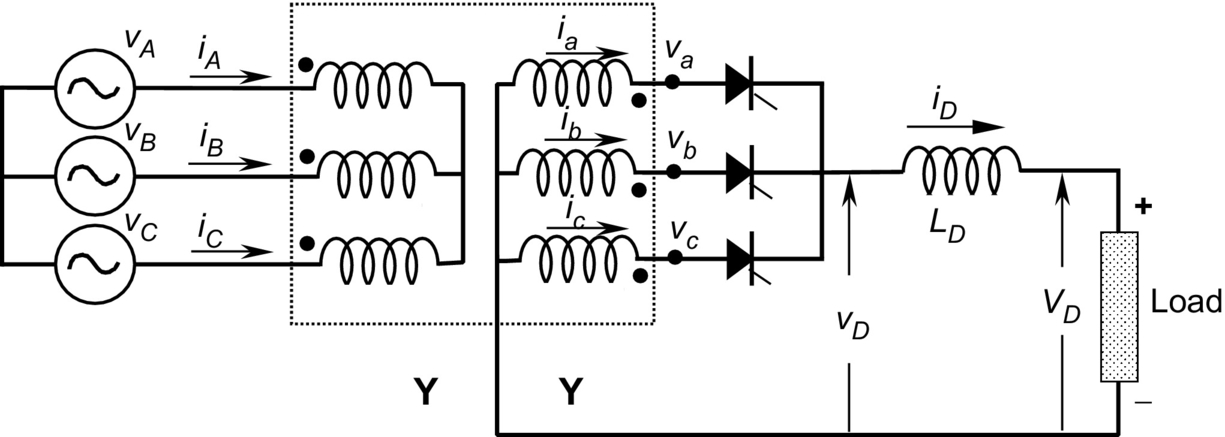 v_A
i_A
i_a
v_a
v_B
i_B
i_b
v_b
i_D
v_C
i_C
i_c
v_c
L_D
+
v_D
V_D
Load
–
Y
Y